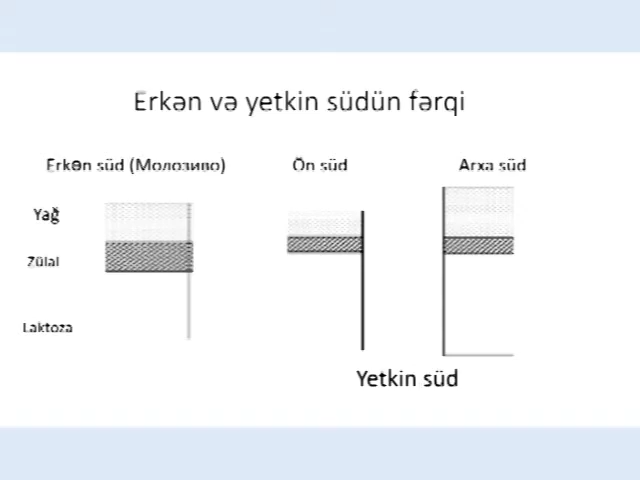 Erkən və yetkin südün fərqi
Erkən süd (Молозиво) Ön süd Arxa süd
Yağ
Zülal
Laktoza
Yetkin süd